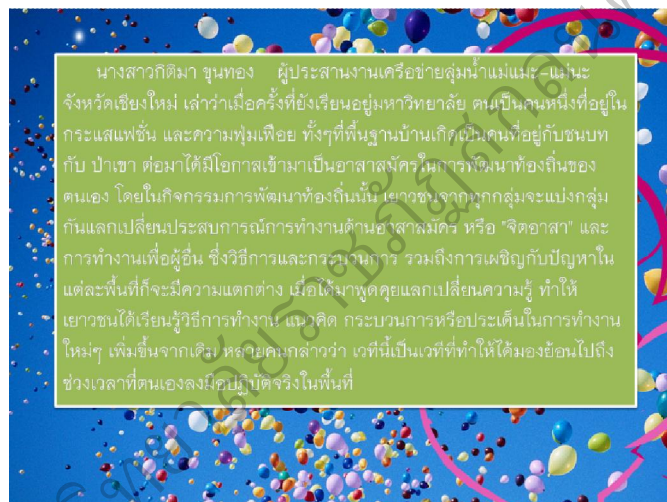 นางสาวกิติมา ขุนทอง ผู้ประสานงานเครือข่ายลุ่มน้ำแม่แมะ-แม่นะ
จังหวัดเชียงใหม่ เล่าว่าเมื่อครั้งที่ยังเรียนอยู่มหาวิทยาลัย ตนเป็นคนหนึ่งที่อยู่ใน
กระแสแฟชั่น และความฟุ่มเฟือย ทั้งๆที่พื้นฐานบ้านเกิดเป็นคนที่อยู่กับชนบท
กับ ป่าเขา ต่อมาได้มีโอกาสเข้ามาเป็นอาสาสมัครในการพัฒนาท้องถิ่นของ
ตนเอง โดยในกิจกรรมการพัฒนาท้องถิ่นนั้น เยาวชนจากทุกกลุ่มจะแบ่งกลุ่ม
กันแลกเปลี่ยนประสบการณ์การทำงานด้านอาสาสมัคร หรือ "จิตอาสา" และ
การทำงานเพื่อผู้อื่น ซึ่งวิธีการและกระบวนการ รวมถึงการเผชิญกับปัญหาใน
แต่ละพื้นที่ก็จะมีความแตกต่าง เมื่อได้มาพูดคุยแลกเปลี่ยนความรู้ ทำให้
เยาวชนได้เรียนรู้วิธีการทำงาน แนวคิด กระบวนการหรือประเด็นในการทำงาน
ใหม่ๆ เพิ่มขึ้นจากเดิม หลายคนกล่าวว่า เวทีนี้เป็นเวทีที่ทำให้ได้มองย้อนไปถึง
ช่วงเวลาที่ตนเองลงมือปฏิบัติจริงในพื้นที่